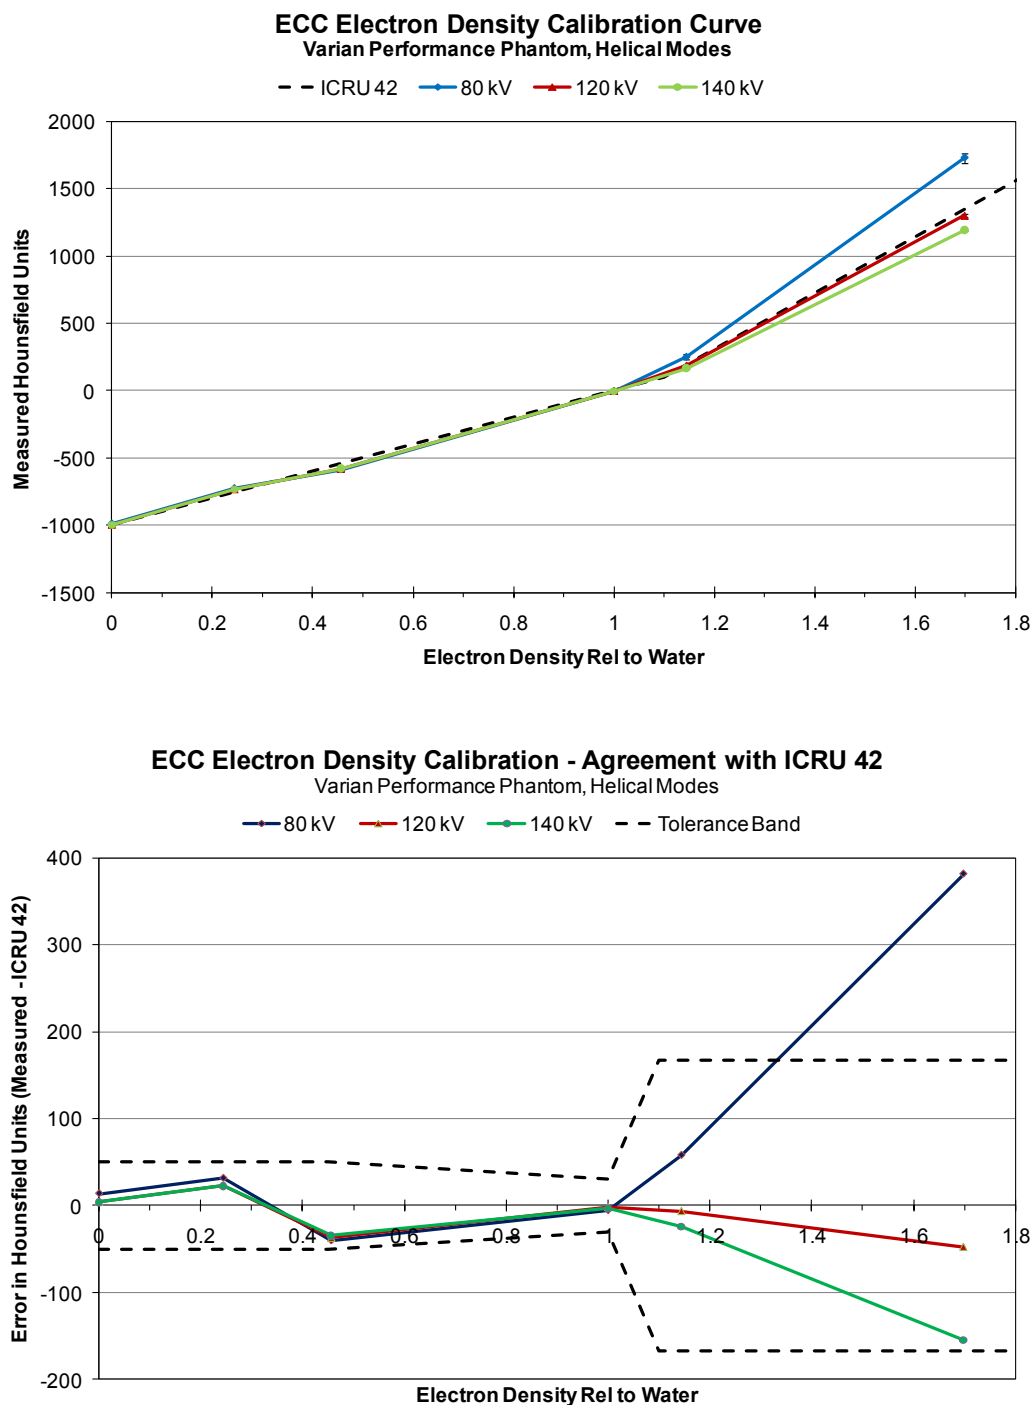 ECC Electron Density Calibration Curve
Varian Performance Phantom, Helical Modes
ICRU 42 80 kV 120 kV 140 kV
2000
1500
1000
500
0
-500
-1000
-1500
Measured Hounsfield Units
0 0.2 0.4 0.6 0.8 1 1.2 1.4 1.6 1.8
Electron Density Rel to Water
ECC Electron Density Calibration - Agreement with ICRU 42
Varian Performance Phantom, Helical Modes
80 kV 120 kV 140 kV Tolerance Band
400
300
200
100
0
-100
-200
Error in Hounsfield Units (Measured -ICRU 42)
0 0.2 0.4 0.6 0.8 1 1.2 1.4 1.6 1.8
Electron Density Rel to Water